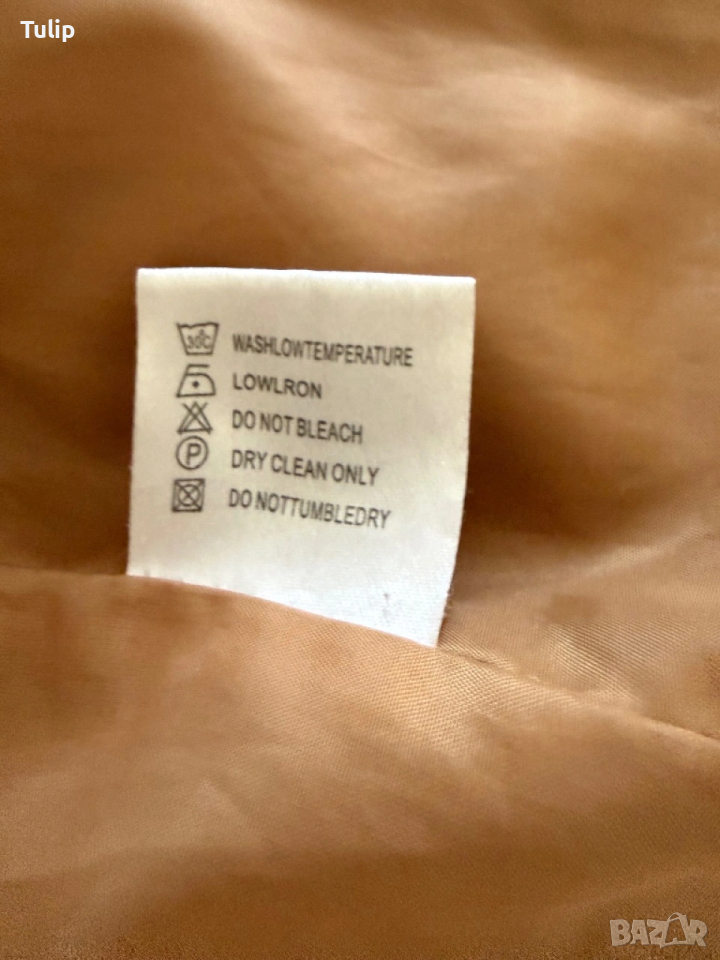 Tulip
30°C WASHLOWTEMPERATURE
LOWLRON
DO NOT BLEACH
P DRY CLEAN ONLY
DO NOTTUMBLEDRY
BAZAR